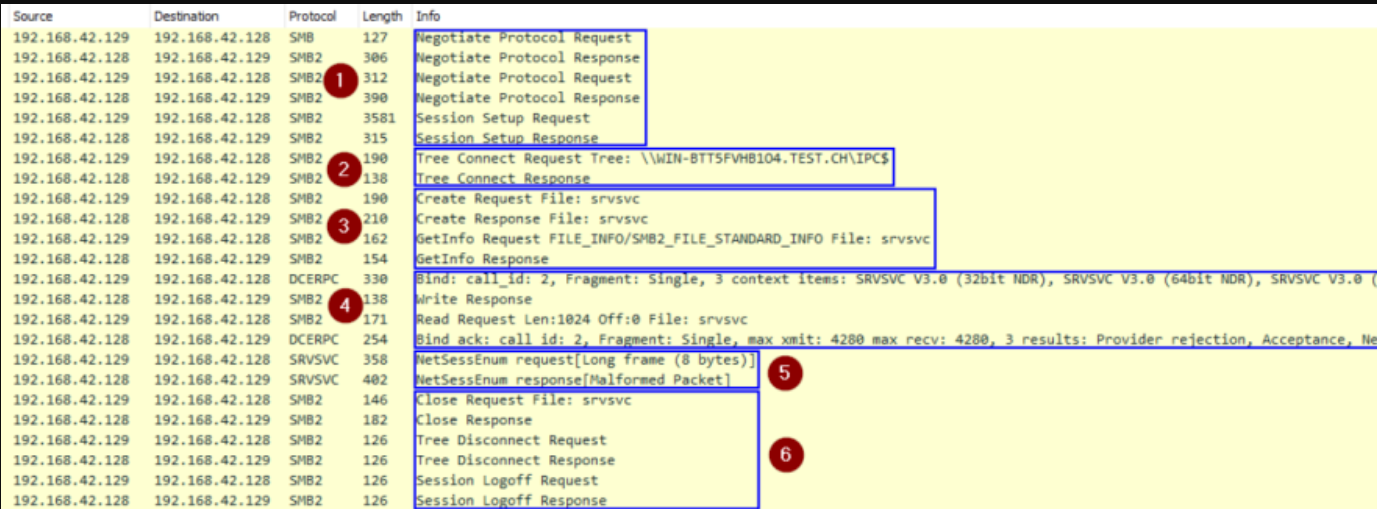 Source Destination Protocol Length Info
192.168.42.129 192.168.42.128 SMB 127 Negotiate Protocol Request
192.168.42.128 192.168.42.129 SMB2 306 Negotiate Protocol Response
192.168.42.129 192.168.42.128 SMB2 1 312 Negotiate Protocol Request
192.168.42.128 192.168.42.129 SMB2 390 Negotiate Protocol Response
192.168.42.129 192.168.42.128 SMB2 3581 Session Setup Request
192.168.42.128 192.168.42.129 SMB2 315 Session Setup Response
192.168.42.129 192.168.42.128 SMB2 2 190 Tree Connect Request Tree: \\WIN-BTT5FVHB1O4.TEST.CH\IPC$
192.168.42.128 192.168.42.129 SMB2 138 Tree Connect Response
192.168.42.129 192.168.42.128 SMB2 190 Create Request File: srvsvc
192.168.42.128 192.168.42.129 SMB2 3 210 Create Response File: srvsvc
192.168.42.129 192.168.42.128 SMB2 162 GetInfo Request FILE_INFO/SMB2_FILE_STANDARD_INFO File: srvsvc
192.168.42.128 192.168.42.129 SMB2 154 GetInfo Response
192.168.42.129 192.168.42.128 DCERPC 330 Bind: call_id: 2, Fragment: Single, 3 context items: SRVSVC V3.0 (32bit NDR), SRVSVC V3.0 (64bit NDR), SRVSVC V3.0 (
192.168.42.128 192.168.42.129 SMB2 4 138 Write Response
192.168.42.129 192.168.42.128 SMB2 171 Read Request Len:1024 Off:0 File: srvsvc
192.168.42.128 192.168.42.129 DCERPC 254 Bind_ack: call_id: 2, Fragment: Single, max_xmit: 4280 max_recv: 4280, 3 results: Provider rejection, Acceptance, Ne
192.168.42.129 192.168.42.128 SRVSVC 358 NetSessEnum request[Long frame (8 bytes)] 5
192.168.42.128 192.168.42.129 SRVSVC 402 NetSessEnum response[Malformed Packet]
192.168.42.129 192.168.42.128 SMB2 146 Close Request File: srvsvc
192.168.42.128 192.168.42.129 SMB2 182 Close Response
192.168.42.129 192.168.42.128 SMB2 126 Tree Disconnect Request
192.168.42.128 192.168.42.129 SMB2 126 Tree Disconnect Response 6
192.168.42.129 192.168.42.128 SMB2 126 Session Logoff Request
192.168.42.128 192.168.42.129 SMB2 126 Session Logoff Response